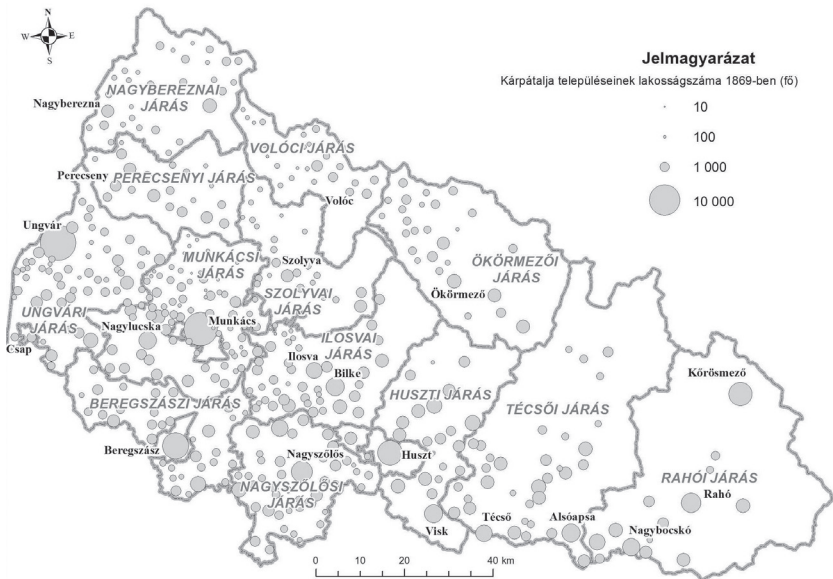 N
W E
S
Jelmagyarázat
Kárpátalja településeinek lakosságszáma 1869-ben (fő)
10
100
1 000
10 000
NAGYBEREZNAI
JÁRÁS
Nagyberezna
VOLÓCI JÁRÁS
Perecseny
PERECSENYI JÁRÁS
Volóc
Ungvár
MUNKÁCSI
JÁRÁS
Szolyva
ÖKÖRMEZŐI
JÁRÁS
Ökörmező
SZOLYVAI
JÁRÁS
UNGVÁRI
JÁRÁS
Nagylucska
Munkács
Csap
ILOSVAI
JÁRÁS
Ilosva
Bilke
Kőrösmező
HUSZTI JÁRÁS
BEREGSZÁSZI JÁRÁS
TÉCSŐI JÁRÁS
Beregszász
Nagyszőlős
Huszt
RAHÓI JÁRÁS
NAGYSZŐLŐSI
JÁRÁS
Rahó
Visk
Técső
Alsóapsa
Nagybocskó
0 10 20 40 km